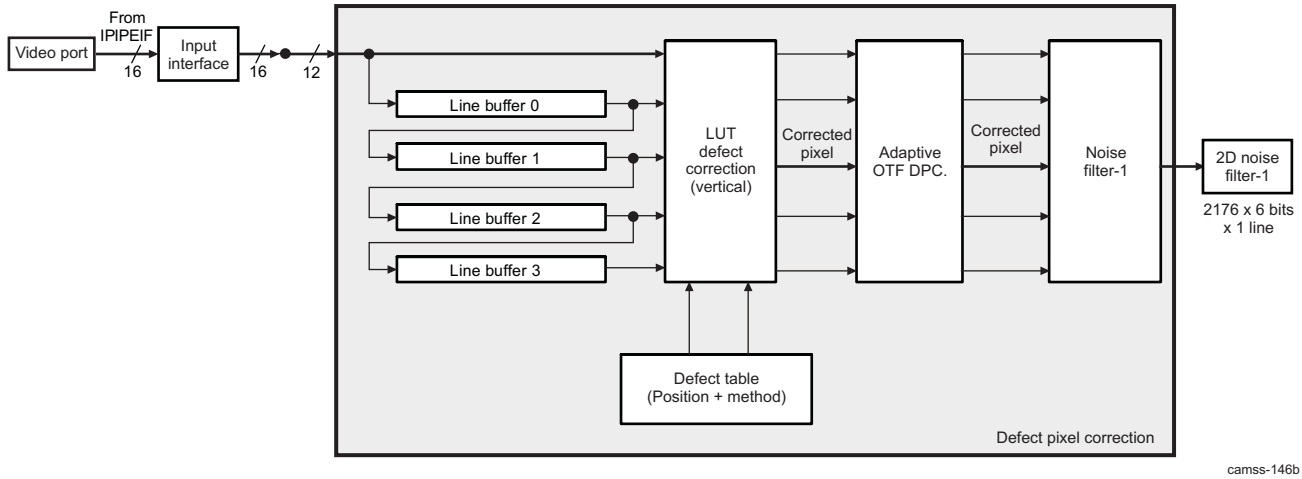 From
IPIPEIF
Video port
16
Input
interface
16
12
Line buffer 0
Line buffer 1
Line buffer 2
Line buffer 3
LUT
defect
correction
(vertical)
Corrected
pixel
Adaptive
OTF DPC.
Corrected
pixel
Noise
filter-1
2D noise
filter-1
2176 x 6 bits
x 1 line
Defect table
(Position + method)
Defect pixel correction
camss-146b